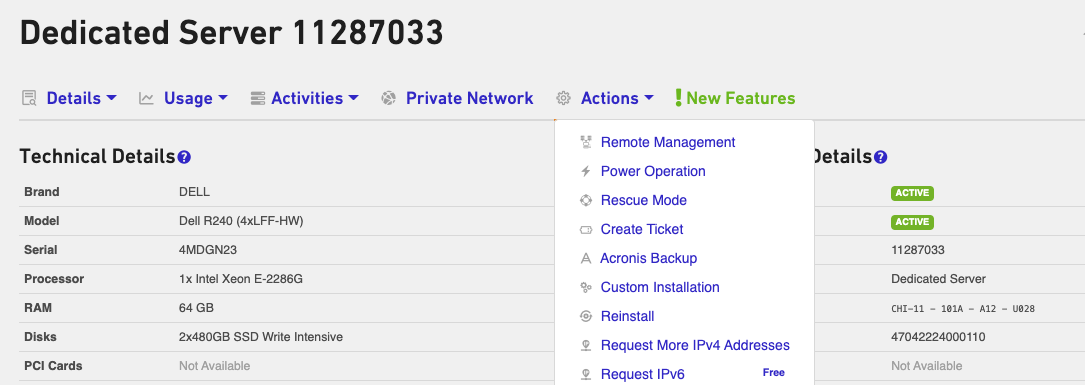 Dedicated Server 11287033
Details
Usage
Activities
Private Network
Actions
New Features
Technical Details
Brand DELL
Model Dell R240 (4xLFF-HW)
Serial 4MDGN23
Processor 1x Intel Xeon E-2286G
RAM 64 GB
Disks 2x480GB SSD Write Intensive
PCI Cards Not Available
Remote Management
Power Operation
Rescue Mode
Create Ticket
Acronis Backup
Custom Installation
Reinstall
Request More IPv4 Addresses
Request IPv6 Free
Details
ACTIVE
ACTIVE
11287033
Dedicated Server
CHI-11 - 101A - A12 - U028
47042224000110
Not Available